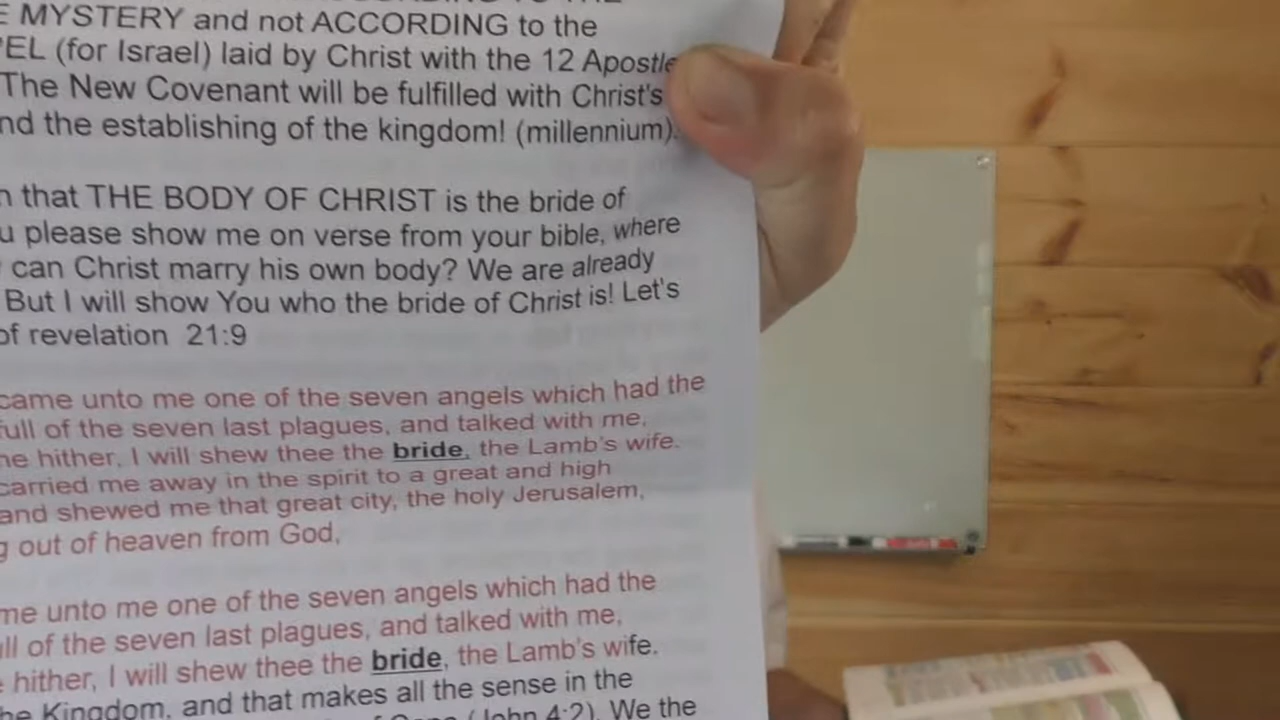 MYSTERY and not ACCORDING to the
EL (for Israel) laid by Christ with the 12 Apostle
The New Covenant will be fulfilled with Christ's
nd the establishing of the kingdom! (millennium).
that THE BODY OF CHRIST is the bride of
u please show me on verse from your bible, where
can Christ marry his own body? We are already
But I will show You who the bride of Christ is! Let's
of revelation 21:9
came unto me one of the seven angels which had the
full of the seven last plagues, and talked with me,
he hither, I will shew thee the bride, the Lamb's wife.
carried me away in the spirit to a great and high
and shewed me that great city, the holy Jerusalem,
g out of heaven from God,
me unto me one of the seven angels which had the
ll of the seven last plagues, and talked with me,
hither, I will shew thee the bride, the Lamb's wife.
he Kingdom, and that makes all the sense in the
(John 4:2). We the